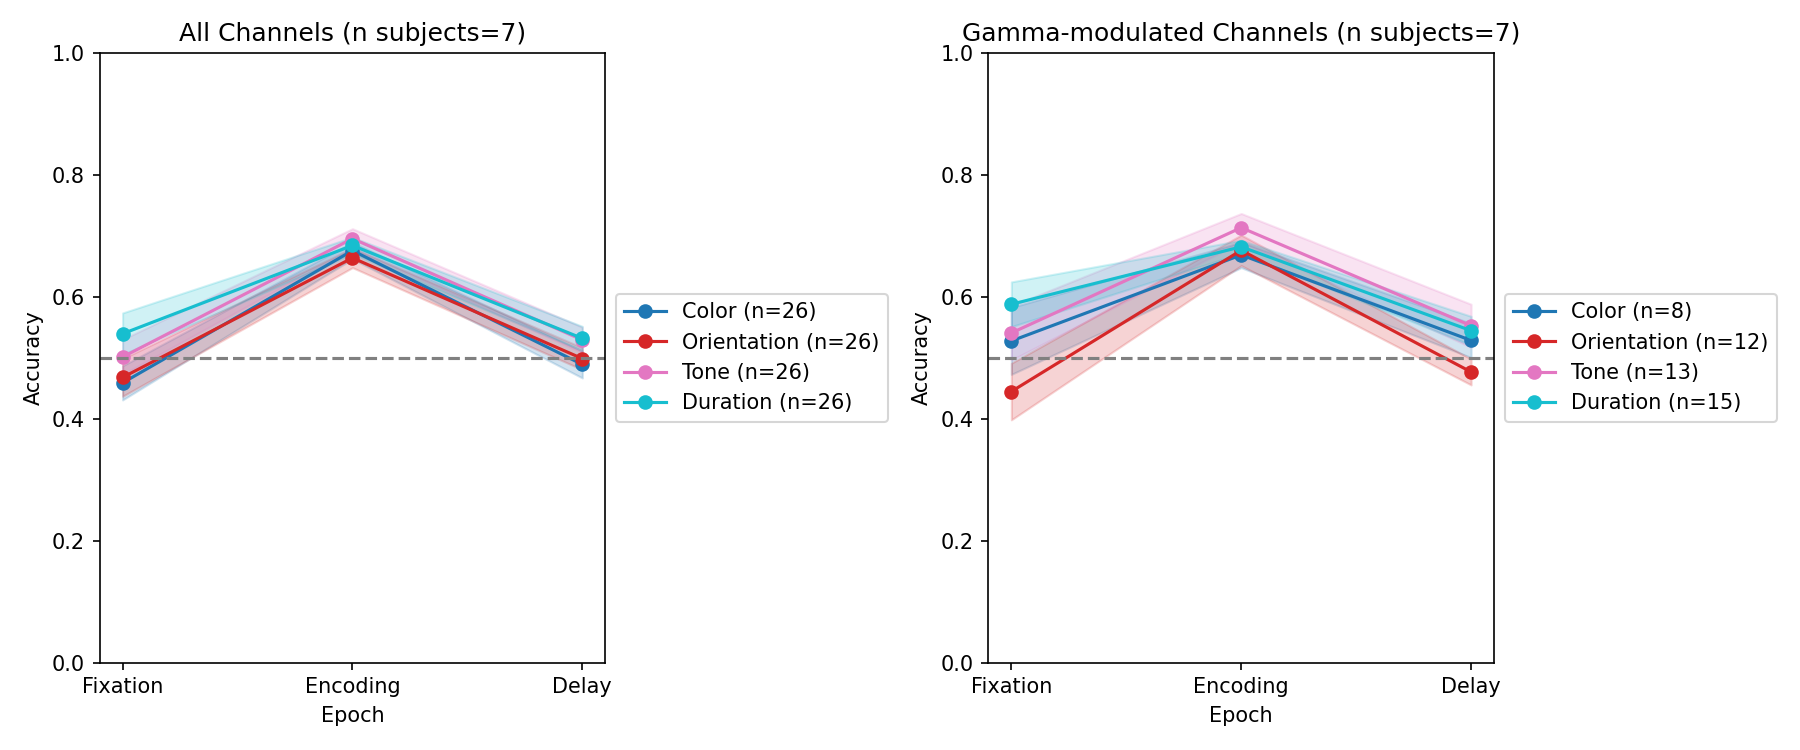 All Channels (n subjects=7)
1.0
0.8
0.6
0.4
0.2
0.0
Accuracy
Fixation
Encoding
Delay
Epoch
Color (n=26)
Orientation (n=26)
Tone (n=26)
Duration (n=26)
Gamma-modulated Channels (n subjects=7)
1.0
0.8
0.6
0.4
0.2
0.0
Accuracy
Fixation
Encoding
Delay
Epoch
Color (n=8)
Orientation (n=12)
Tone (n=13)
Duration (n=15)